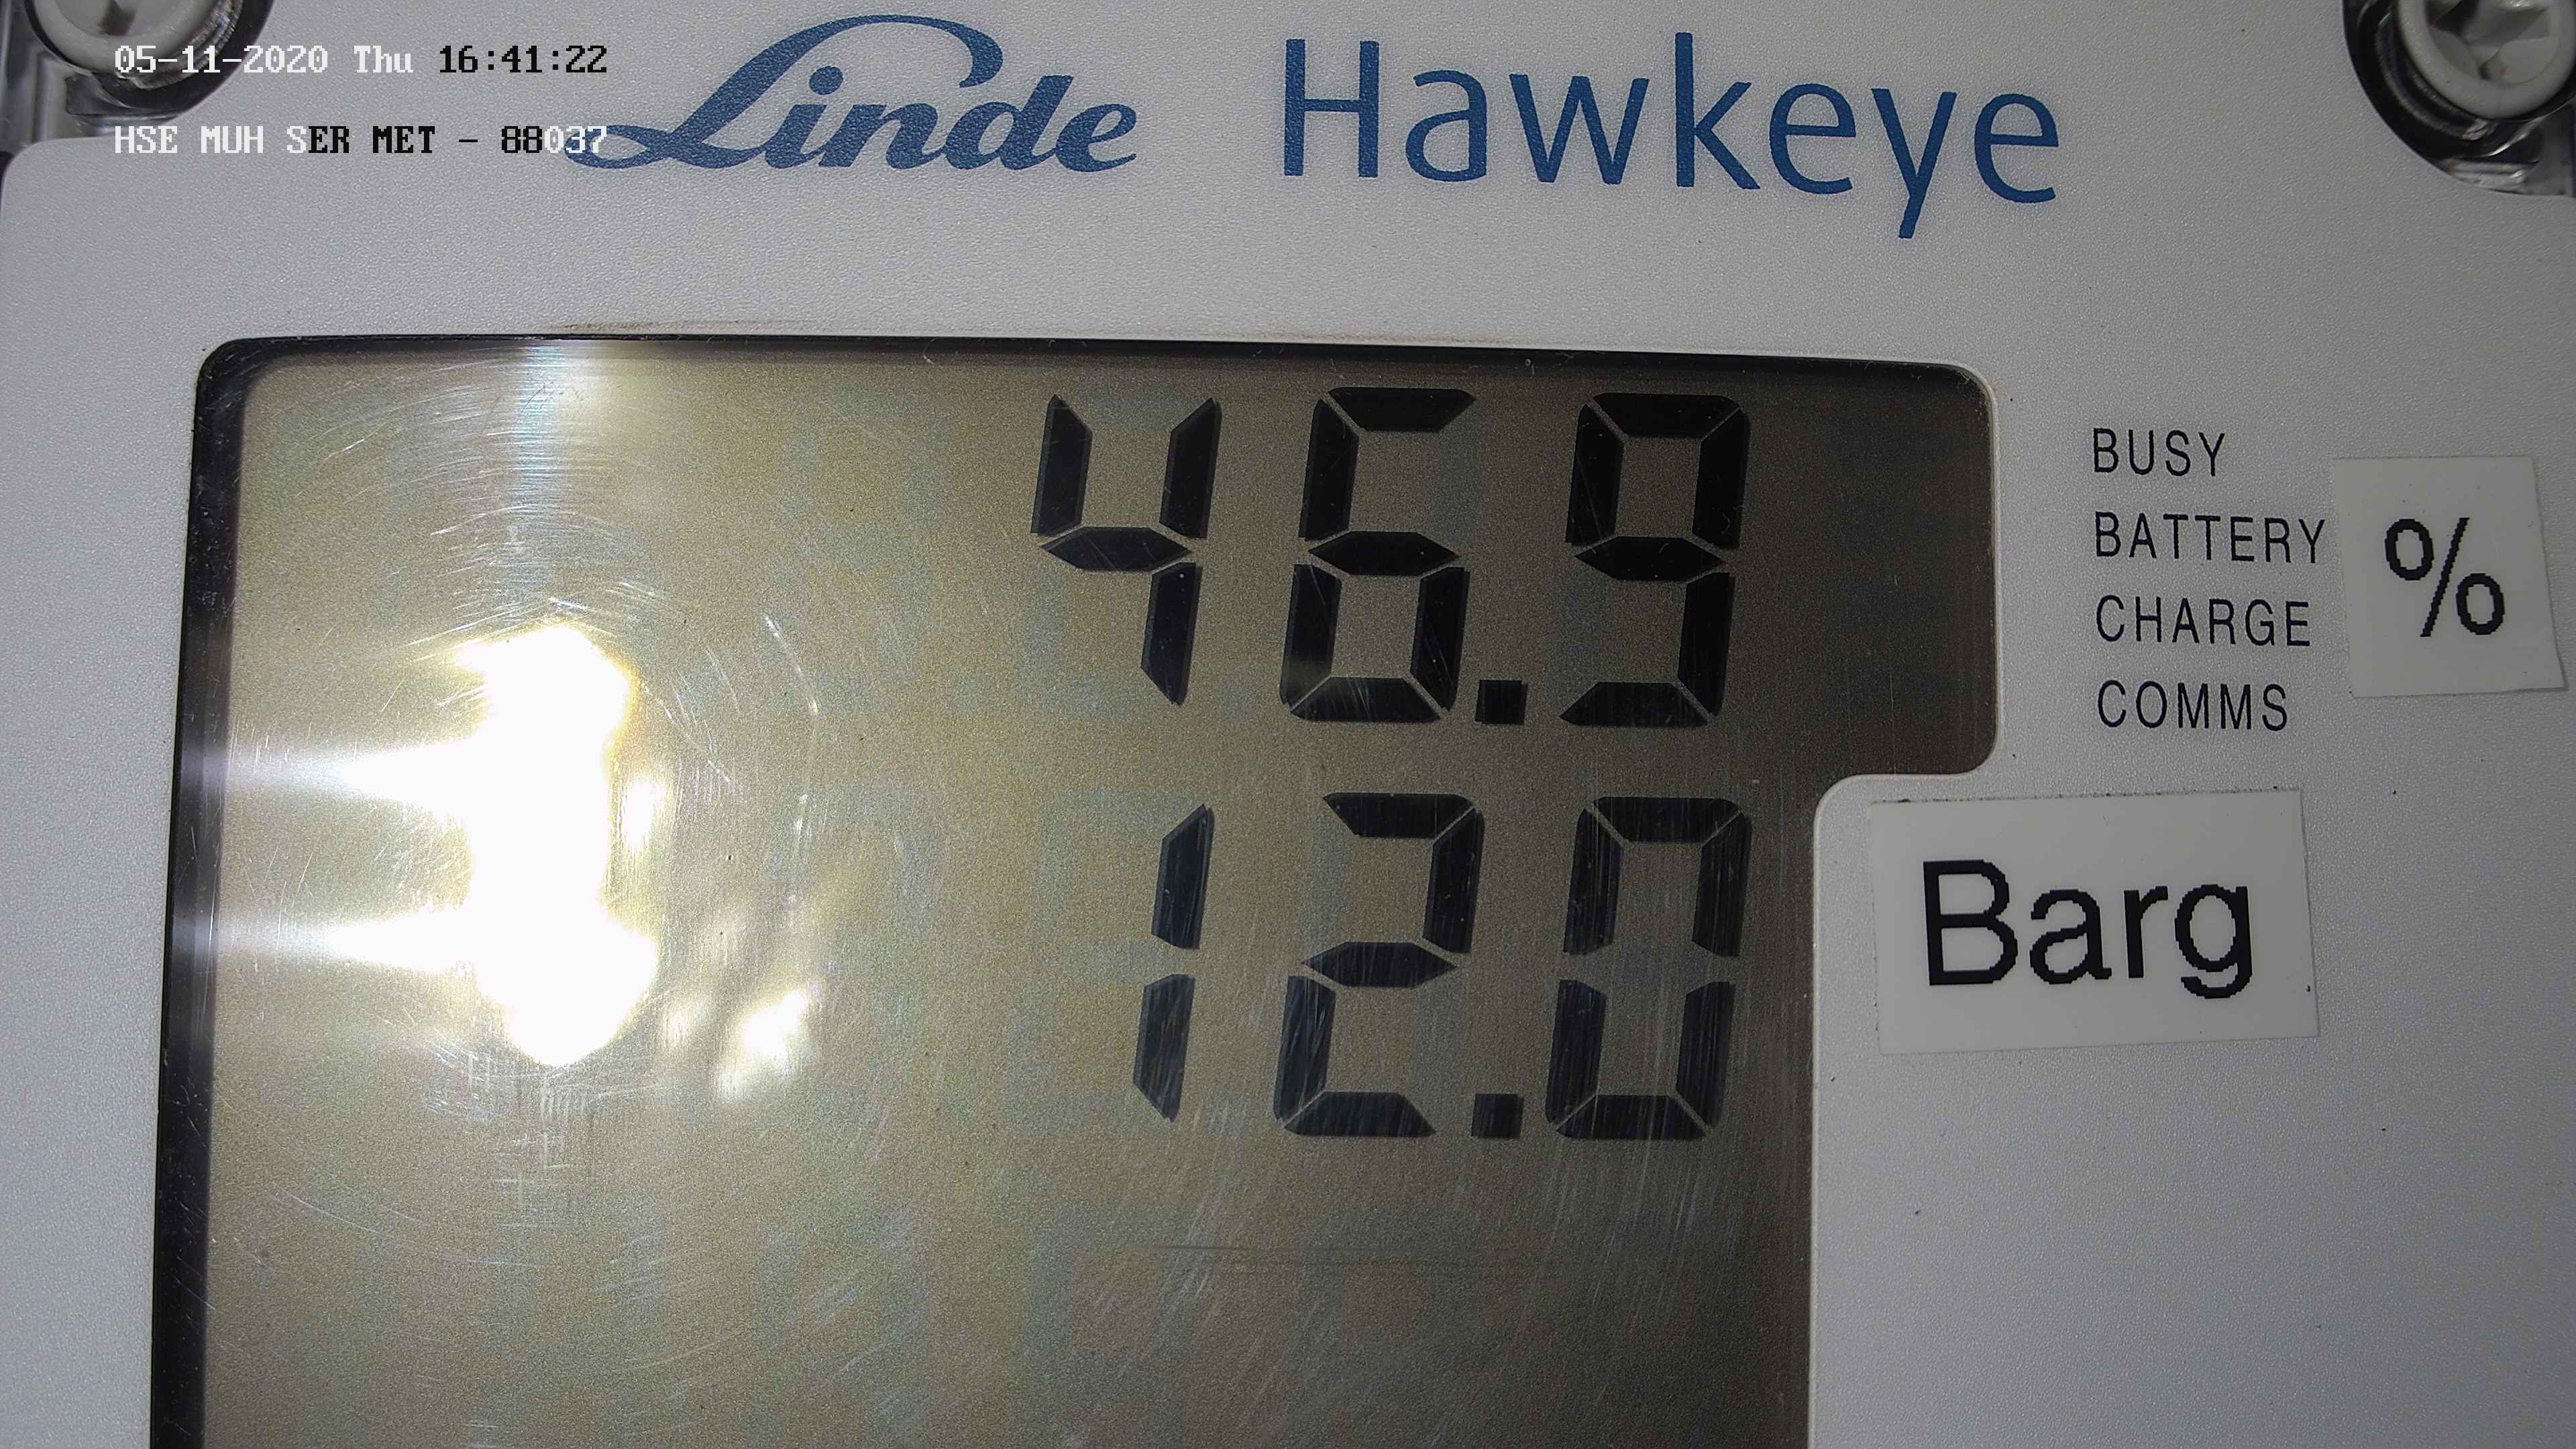 05-11-2020 Thu 16:41:22
HSE MUH SER MET - 88037
Linde Hawkeye
46.9
BUSY
BATTERY
CHARGE
COMMS
%
12.0
Barg